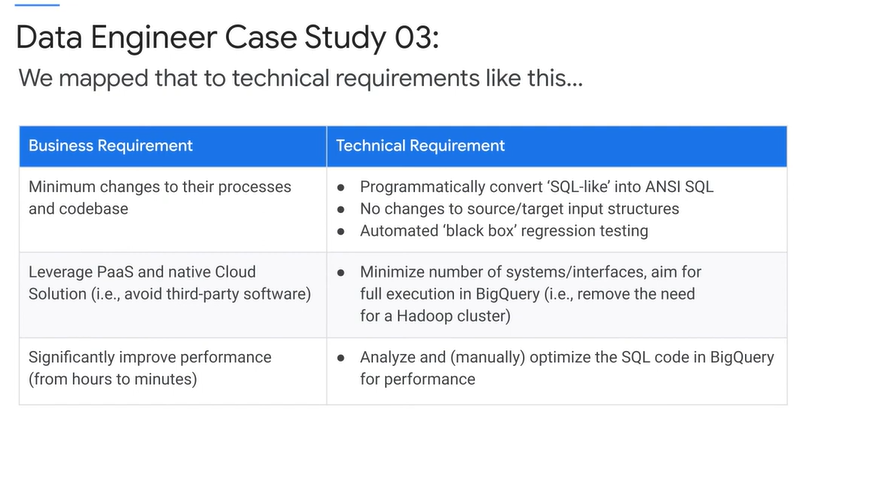 Data Engineer Case Study 03:
We mapped that to technical requirements like this...
Business Requirement
Technical Requirement
Minimum changes to their processes
and codebase
● Programmatically convert ‘SQL-like’ into ANSI SQL
● No changes to source/target input structures
● Automated ‘black box’ regression testing
Leverage PaaS and native Cloud
Solution (i.e., avoid third-party software)
● Minimize number of systems/interfaces, aim for
full execution in BigQuery (i.e., remove the need
for a Hadoop cluster)
Significantly improve performance
(from hours to minutes)
● Analyze and (manually) optimize the SQL code in BigQuery
for performance